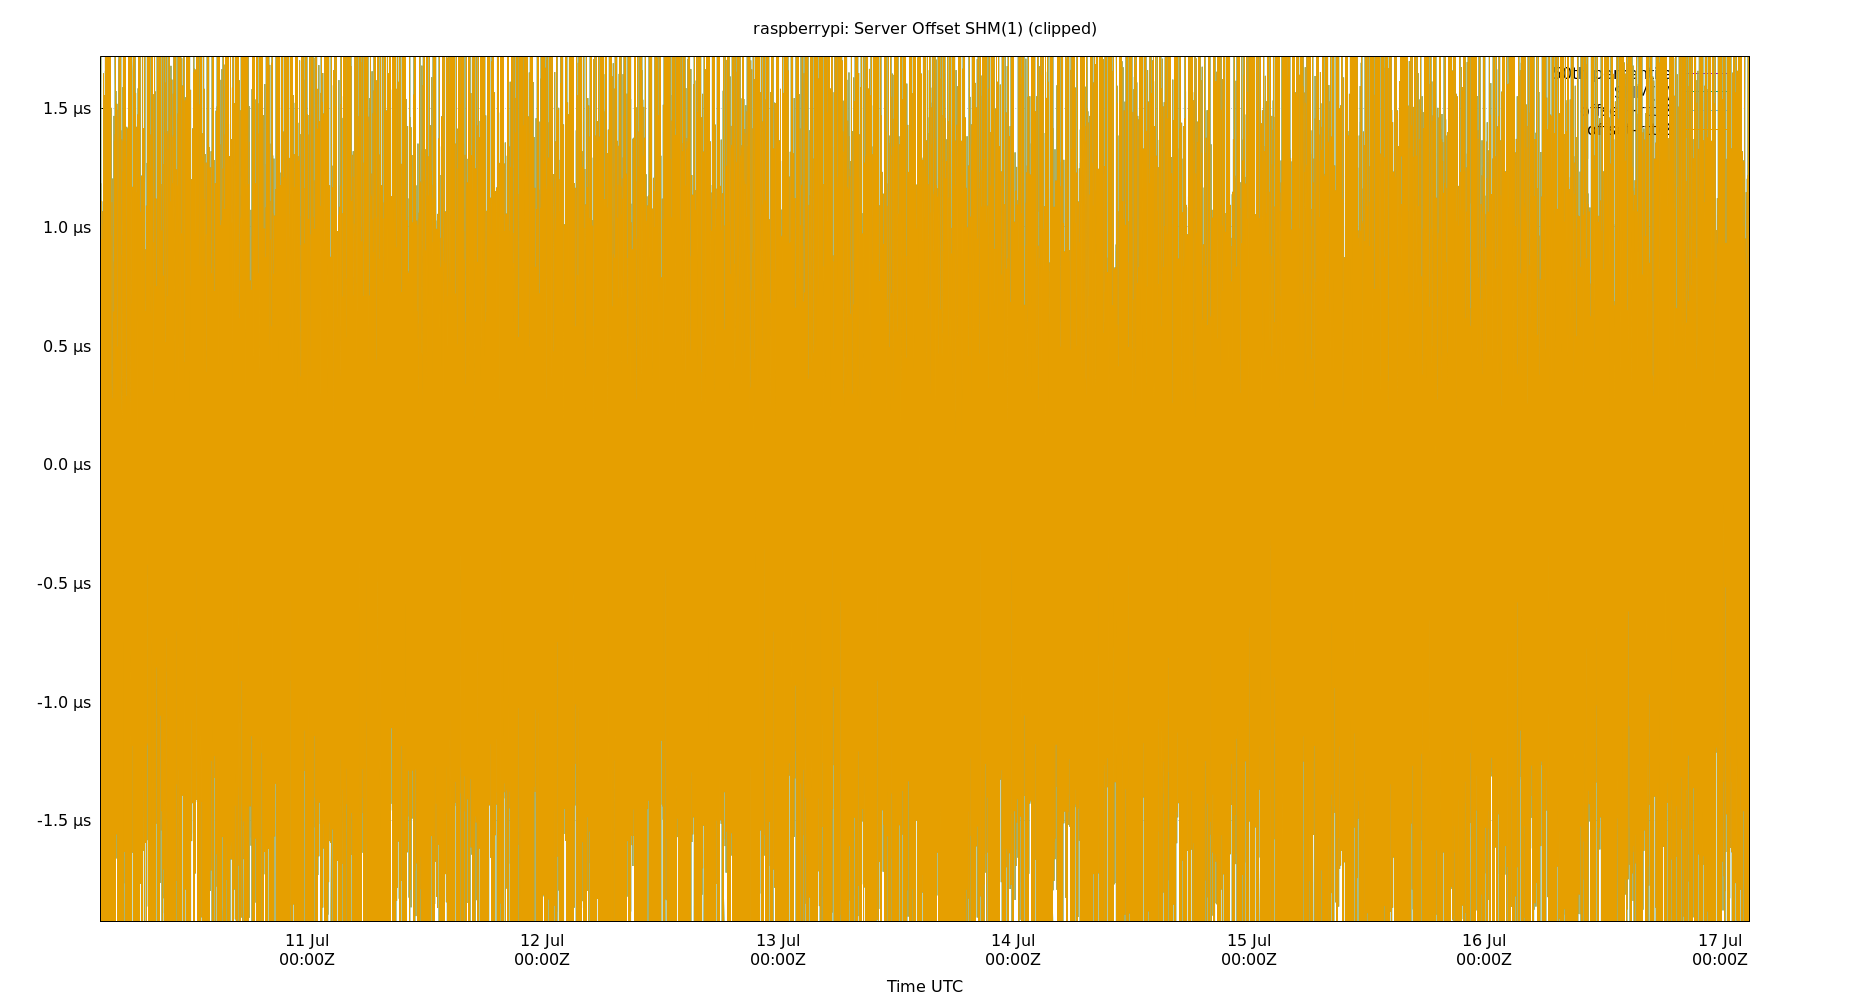 raspberrypi: Server Offset SHM(1) (clipped)
1.5 µs
1.0 µs
0.5 µs
0.0 µs
-0.5 µs
-1.0 µs
-1.5 µs
11 Jul 12 Jul 13 Jul 14 Jul 15 Jul 16 Jul 17 Jul
00:00Z 00:00Z 00:00Z 00:00Z 00:00Z 00:00Z 00:00Z
Time UTC